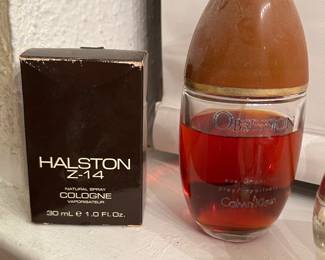 HALSTON
Z-14
NATURAL SPRAY
COLOGNE
VAPORISATEUR
30 mL e 1.0 Fl. Oz.
Obsession
Calvin Klein